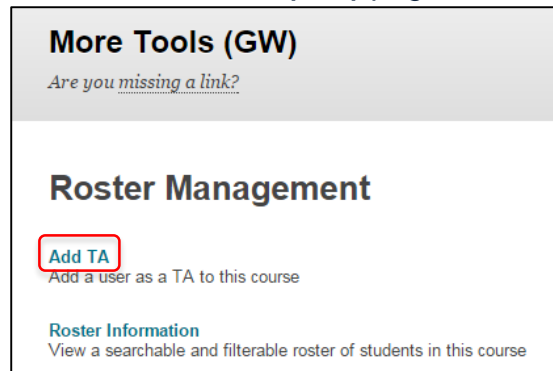 More Tools (GW)
Are you missing a link?
Roster Management
Add TA
Add a user as a TA to this course
Roster Information
View a searchable and filterable roster of students in this course